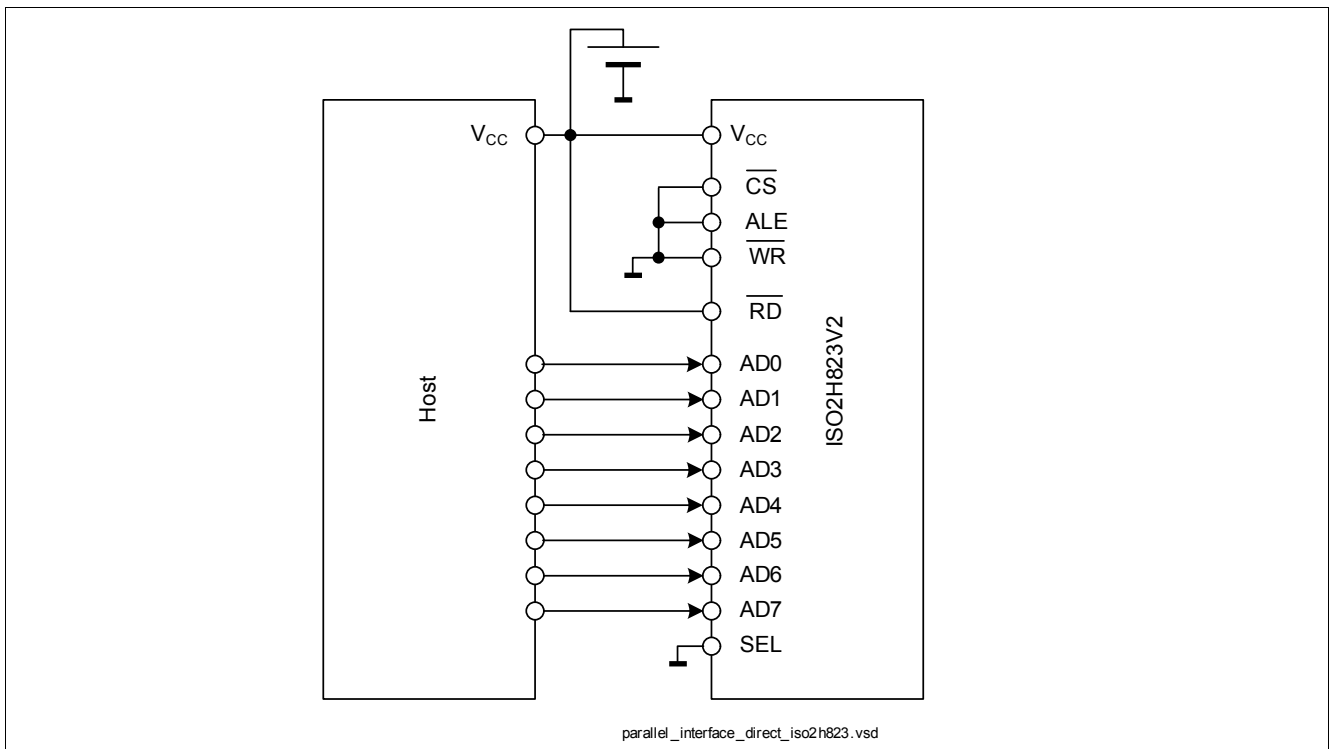 VCC
VCC
CS
ALE
WR
RD
Host
ISO2H823V2
AD0
AD1
AD2
AD3
AD4
AD5
AD6
AD7
SEL
parallel_interface_direct_iso2h823.vsd